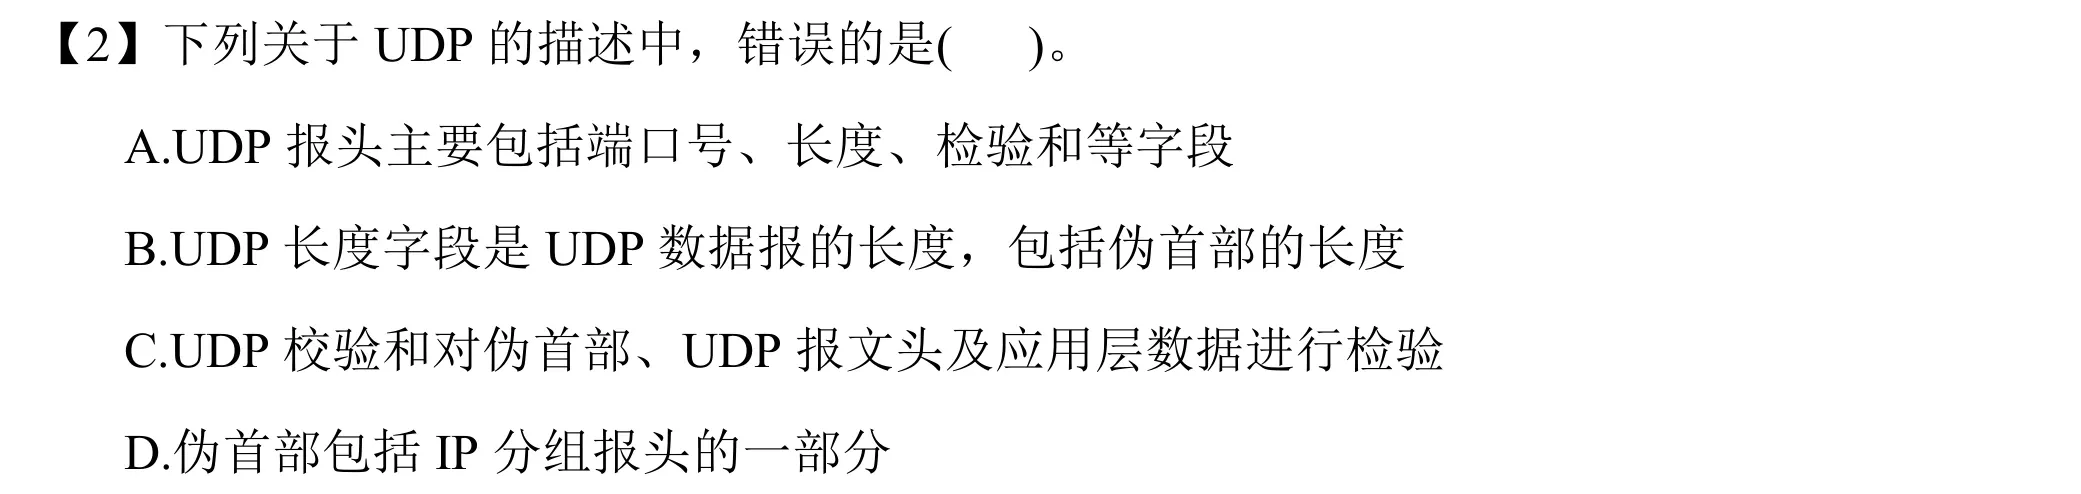 【2】下列关于 UDP 的描述中，错误的是(      )。
A.UDP 报头主要包括端口号、长度、检验和等字段
B.UDP 长度字段是 UDP 数据报的长度，包括伪首部的长度
C.UDP 校验和对伪首部、UDP 报文头及应用层数据进行检验
D.伪首部包括 IP 分组报头的一部分